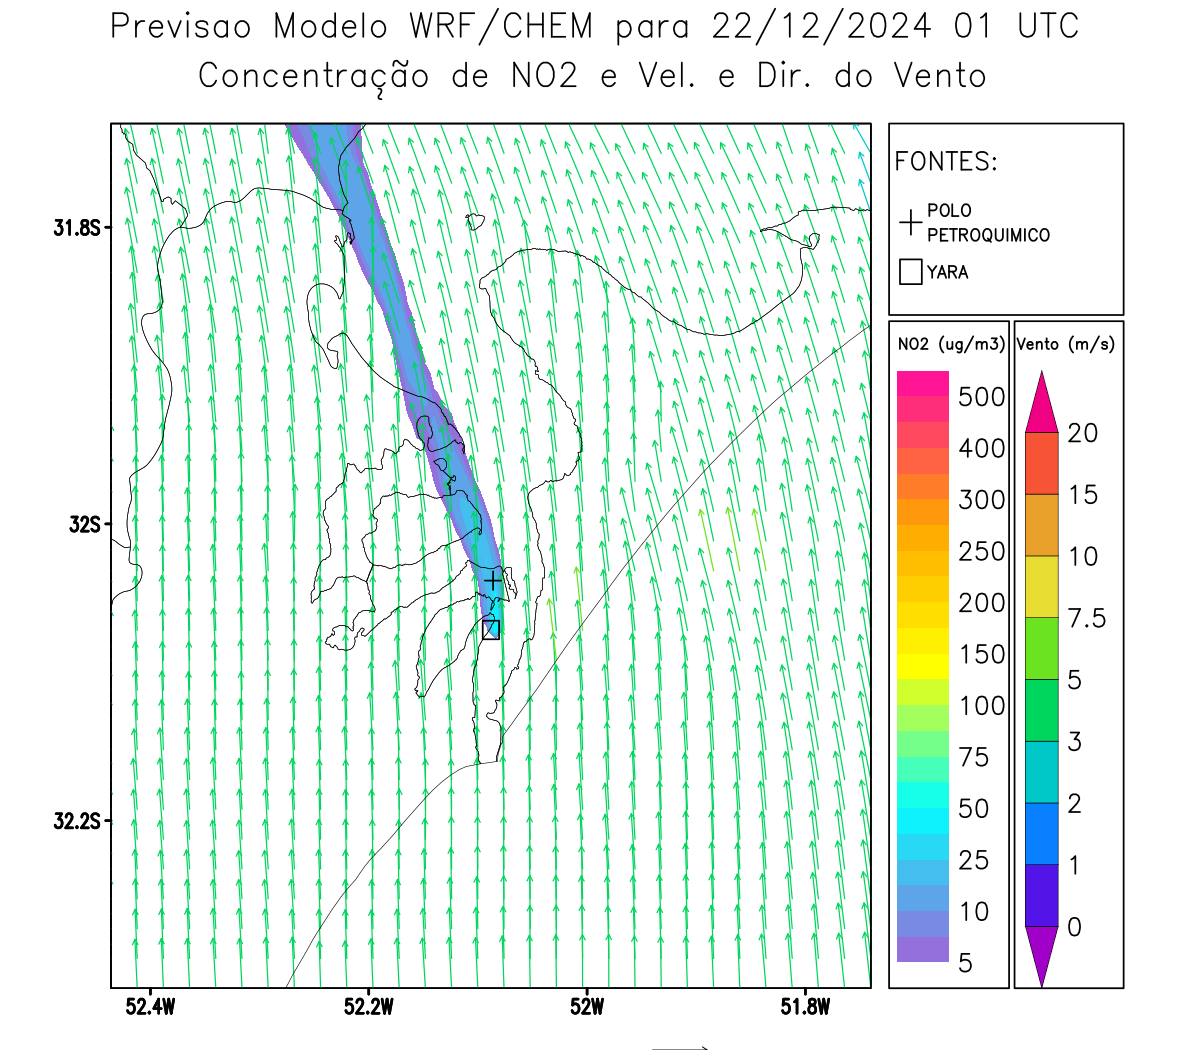 Previsao Modelo WRF/CHEM para 22/12/2024 01 UTC
Concentração de NO2 e Vel. e Dir. do Vento
FONTES:
POLO
PETROQUIMICO
YARA
NO2 (ug/m3)
500
400
300
250
200
150
100
75
50
25
10
5
Vento (m/s)
20
15
10
7.5
5
3
2
1
0
31.8S
32S
32.2S
52.4W
52.2W
52W
51.8W